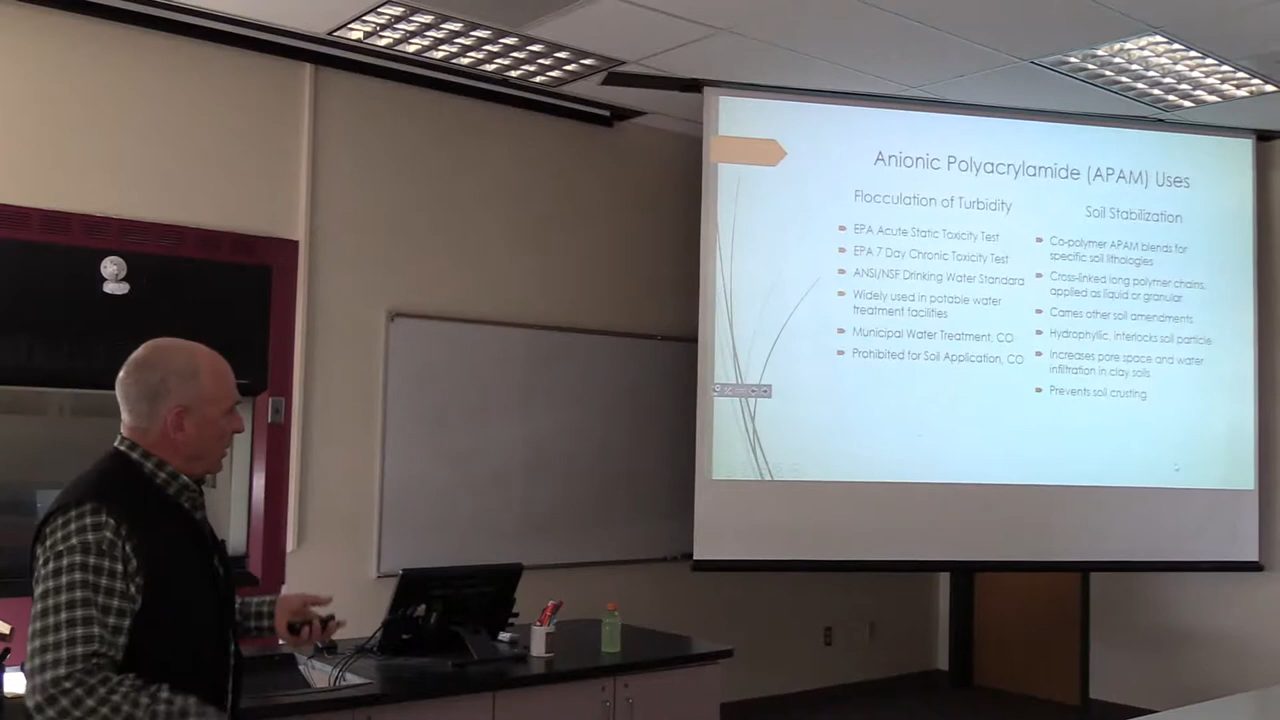 Anionic Polyacrylamide (APAM) Uses
Flocculation of Turbidity
EPA Acute Static Toxicity Test
EPA 7 Day Chronic Toxicity Test
ANSI/NSF Drinking Water Standard
Widely used in potable water
treatment facilities
Municipal Water Treatment, CO
Prohibited for Soil Application, CO
Soil Stabilization
Co-polymer APAM blends for
specific soil lithologies
Cross-linked long polymer chains,
applied as liquid or granular
Carries other soil amendments
Hydrophyllic, interlocks soil particle
Increases pore space and water
infiltration in clay soils
Prevents soil crusting